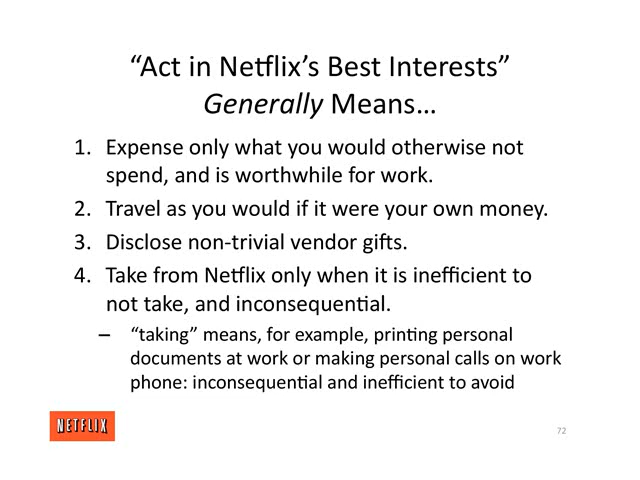 “Act in Netflix’s Best Interests”
Generally Means…
1. Expense only what you would otherwise not
spend, and is worthwhile for work.
2. Travel as you would if it were your own money.
3. Disclose non-trivial vendor gifts.
4. Take from Netflix only when it is inefficient to
not take, and inconsequential.
– “taking” means, for example, printing personal
documents at work or making personal calls on work
phone: inconsequential and inefficient to avoid
NETFLIX
72